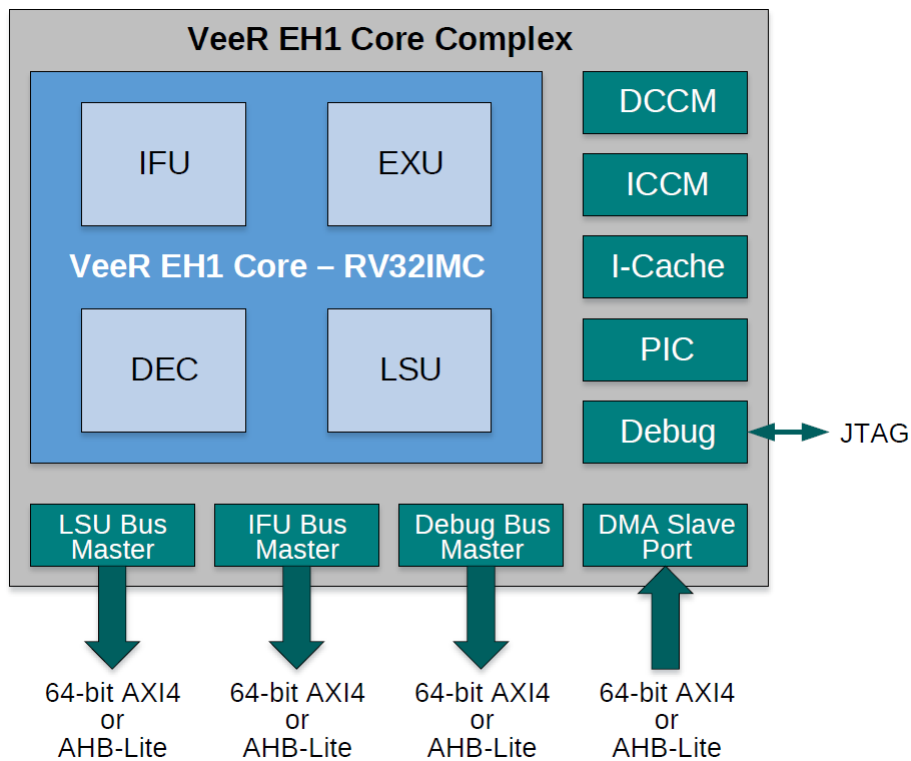 VeeR EH1 Core Complex
IFU
EXU
VeeR EH1 Core – RV32IMC
DEC
LSU
DCCM
ICCM
I-Cache
PIC
Debug
JTAG
LSU Bus
Master
IFU Bus
Master
Debug Bus
Master
DMA Slave
Port
64-bit AXI4
or
AHB-Lite
64-bit AXI4
or
AHB-Lite
64-bit AXI4
or
AHB-Lite
64-bit AXI4
or
AHB-Lite